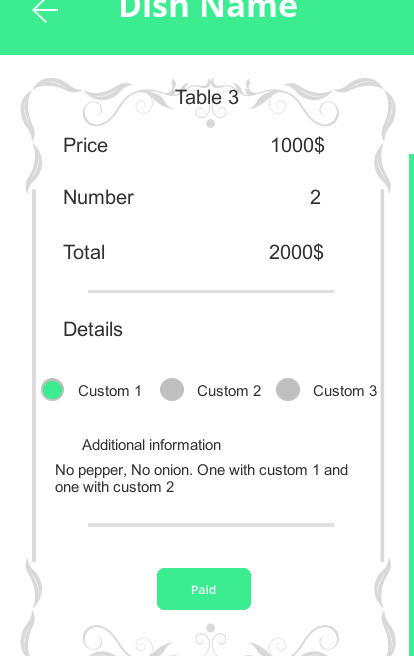 Dish Name
Table 3
Price 1000$
Number 2
Total 2000$
Details
Custom 1 Custom 2 Custom 3
Additional information
No pepper, No onion. One with custom 1 and
one with custom 2
Paid